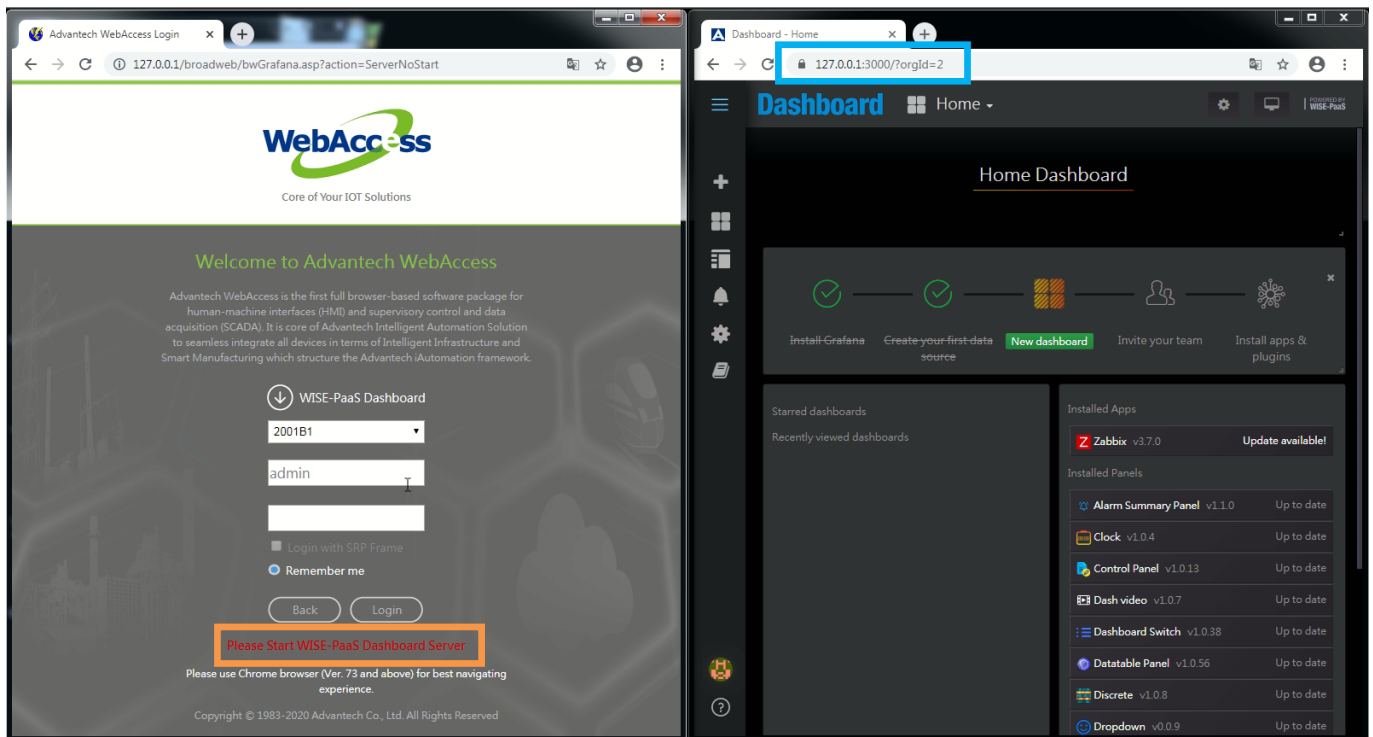 Advantech WebAccess Login
127.0.0.1/broadweb/bwGrafana.asp?action=ServerNoStart
WebAccess
Core of Your IOT Solutions
Welcome to Advantech WebAccess
Advantech WebAccess is the first full browser-based software package for
human-machine interfaces (HMI) and supervisory control and data
acquisition (SCADA). It is core of Advantech Intelligent Automation Solution
to seamless integrate all devices in terms of Intelligent Infrastructure and
Smart Manufacturing which structure the Advantech iAutomation framework.
WISE-PaaS Dashboard
2001B1
admin
Login with SRP Frame
Remember me
Back Login
Please Start WISE-PaaS Dashboard Server
Please use Chrome browser (Ver. 73 and above) for best navigating
experience.
Copyright © 1983-2020 Advantech Co., Ltd. All Rights Reserved
Dashboard - Home
127.0.0.1:3000/?orgId=2
Dashboard Home
POWERED BY
WISE-PaaS
Home Dashboard
Install Grafana
Create your first data
source
New dashboard
Invite your team
Install apps &
plugins
Starred dashboards
Recently viewed dashboards
Installed Apps
Z Zabbix v3.7.0 Update available!
Installed Panels
Alarm Summary Panel v1.1.0 Up to date
Clock v1.0.4 Up to date
Control Panel v1.0.13 Up to date
Dash video v1.0.7 Up to date
Dashboard Switch v1.0.38 Up to date
Datatable Panel v1.0.56 Up to date
Discrete v1.0.8 Up to date
Dropdown v0.0.9 Up to date